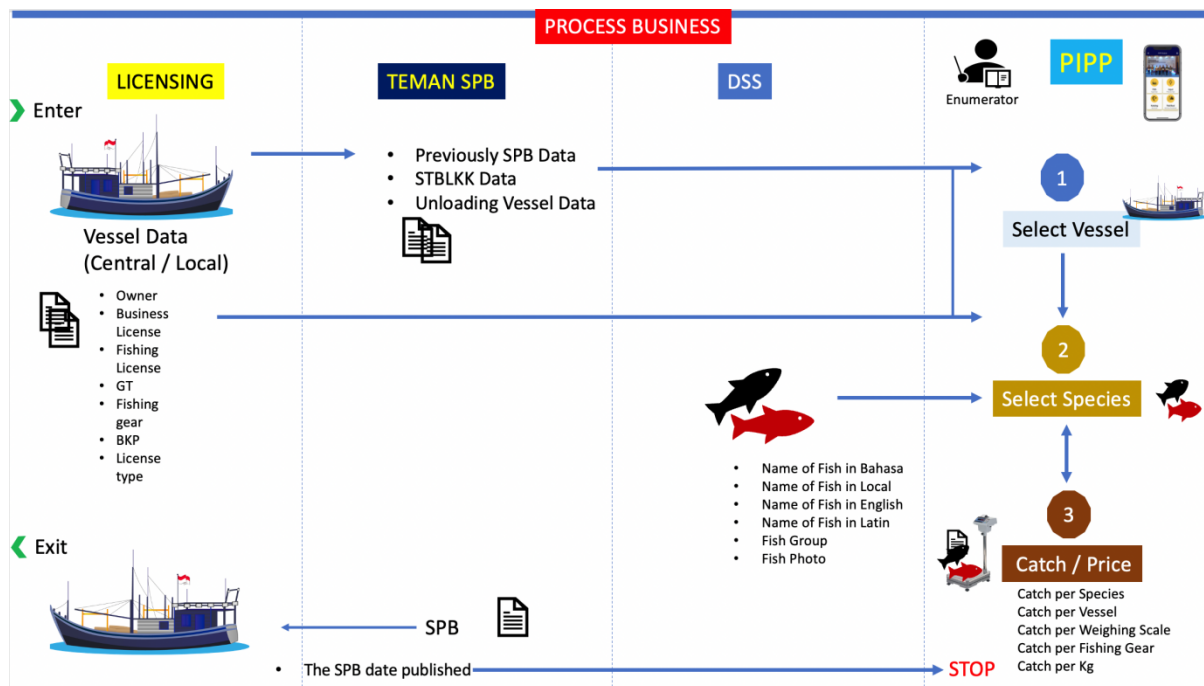 PROCESS BUSINESS
LICENSING
TEMAN SPB
DSS
Enumerator
PIPP
Enter
Vessel Data
(Central / Local)
• Owner
• Business
License
• Fishing
License
• GT
• Fishing
gear
• BKP
• License
type
• Previously SPB Data
• STBLKK Data
• Unloading Vessel Data
1
Select Vessel
2
Select Species
• Name of Fish in Bahasa
• Name of Fish in Local
• Name of Fish in English
• Name of Fish in Latin
• Fish Group
• Fish Photo
3
Catch / Price
Catch per Species
Catch per Vessel
Catch per Weighing Scale
Catch per Fishing Gear
Catch per Kg
Exit
SPB
• The SPB date published
STOP